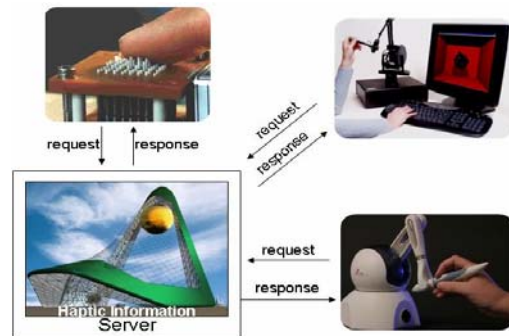 request
response
request
response
request
response
Haptic Information
Server